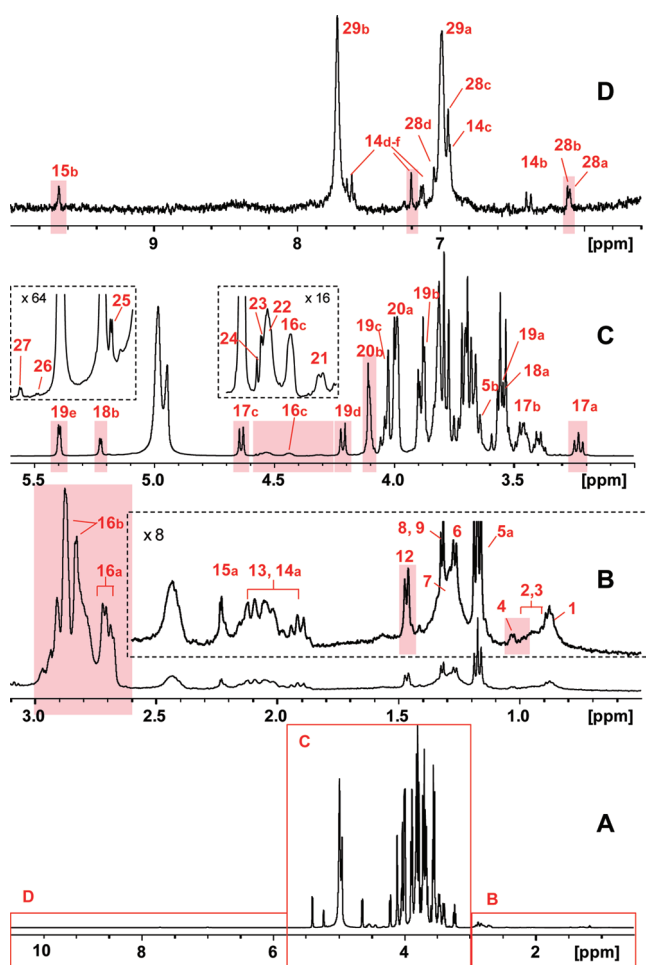 29b 29a
28c
D
28d 14c
15b 14d-f 28b
14b 28a
9 8 7 [ppm]
x 64 x 16
25 23 22 19b C
16c 20a
24 19c
27 26 21 20b 19a
5b 18a
19e 18b 17c 16c 19d 17b 17a
5.5 5.0 4.5 4.0 3.5 [ppm]
x 8 8, 9 6
16b 12 5a B
15a 13, 14a 7 2,3
16a 4 1
3.0 2.5 2.0 1.5 1.0 [ppm]
C
A
D B
10 8 6 4 2 [ppm]